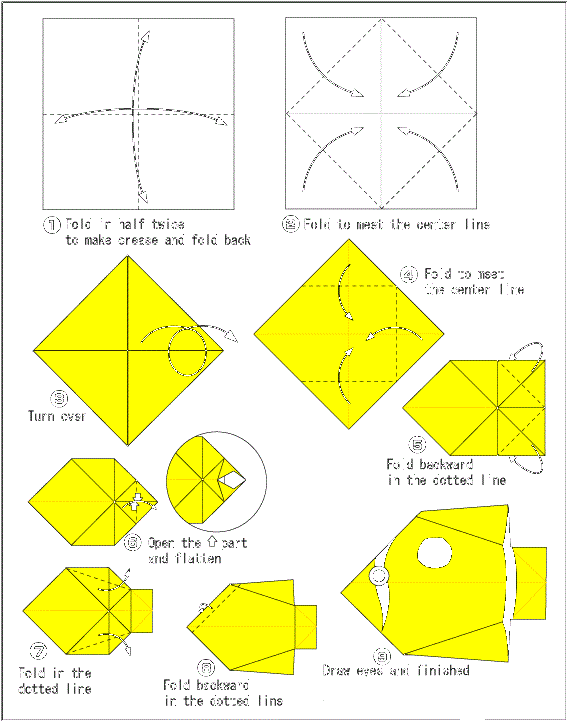 ① Fold in half twice
to make crease and fold back
② Fold to meet the center line
③
Turn over
④ Fold to meet
the center line
⑤
Fold backward
in the dotted line
⑥ Open the ⇧ part
and flatten
⑦
Fold in the
dotted line
⑧
Fold backward
in the dotted line
⑨
Draw eyes and finished